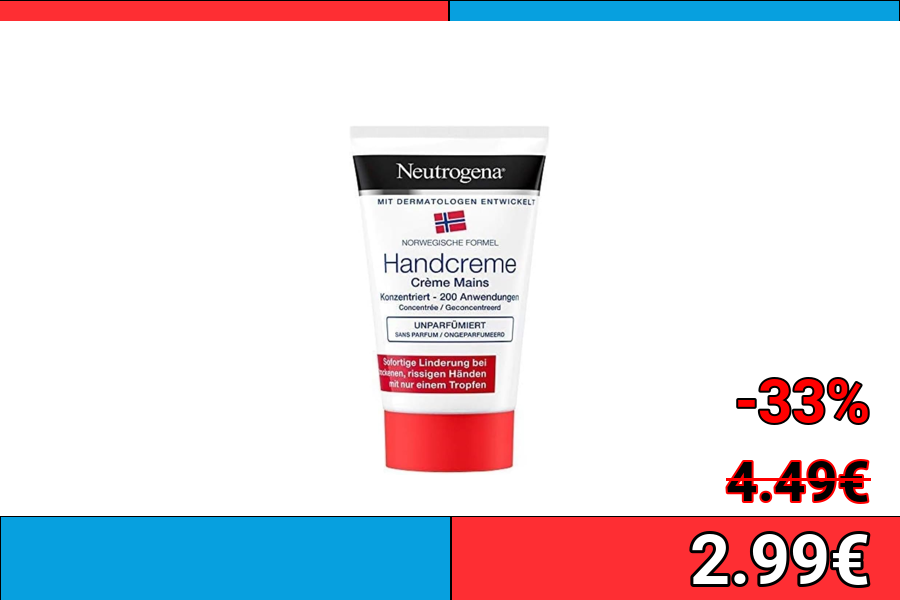 Neutrogena®
MIT DERMATOLOGEN ENTWICKELT
NORWEGISCHE FORMEL
Handcreme
Crème Mains
Konzentriert - 200 Anwendungen
Concentrée / Geconcentreerd
UNPARFÜMIERT
SANS PARFUM / ONGEPARFUMEERD
Sofortige Linderung bei
rissigen Händen
mit nur einem Tropfen
-33%
4.49€
2.99€